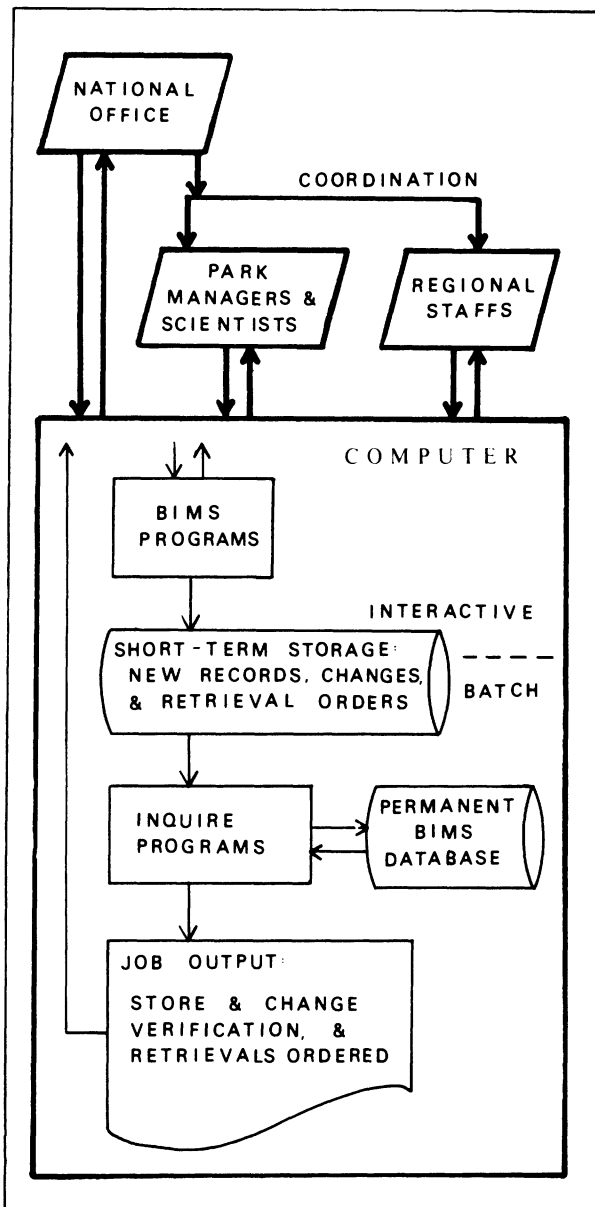 NATIONAL
OFFICE
COORDINATION
PARK
MANAGERS &
SCIENTISTS
REGIONAL
STAFFS
COMPUTER
BIMS
PROGRAMS
INTERACTIVE
SHORT-TERM STORAGE:
NEW RECORDS, CHANGES,
& RETRIEVAL ORDERS
BATCH
INQUIRE
PROGRAMS
PERMANENT
BIMS
DATABASE
JOB OUTPUT:
STORE & CHANGE
VERIFICATION, &
RETRIEVALS ORDERED